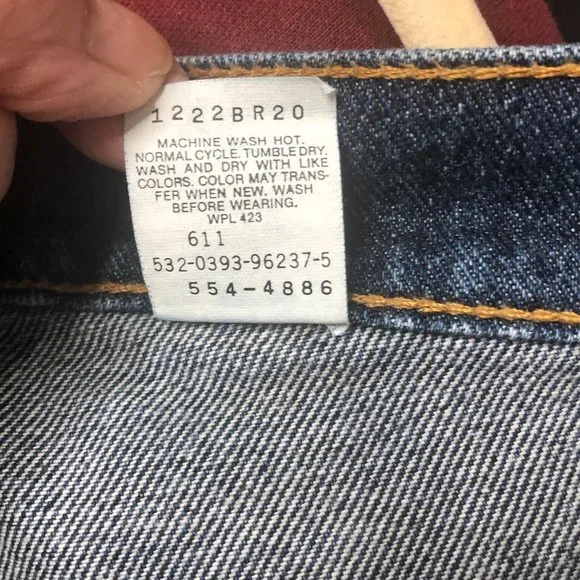 1222BR20
MACHINE WASH HOT.
NORMAL CYCLE. TUMBLE DRY.
WASH AND DRY WITH LIKE
COLORS. COLOR MAY TRANS-
FER WHEN NEW. WASH
BEFORE WEARING.
WPL 423
611
532-0393-96237-5
554-4886